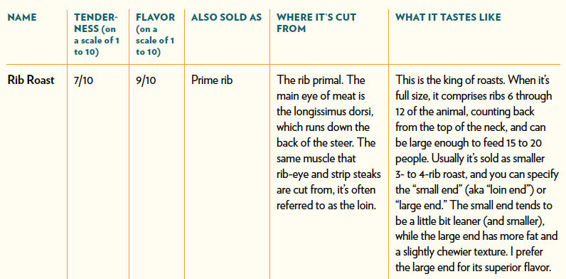 NAME
TENDER-
NESS (on
a scale of 1
to 10)
FLAVOR
(on a
scale of 1
to 10)
ALSO SOLD AS
WHERE IT'S CUT
FROM
WHAT IT TASTES LIKE
Rib Roast
7/10
9/10
Prime rib
The rib primal. The
main eye of meat is
the longissimus dorsi,
which runs down the
back of the steer. The
same muscle that
rib-eye and strip steaks
are cut from, it's often
referred to as the loin.
This is the king of roasts. When it's
full size, it comprises ribs 6 through
12 of the animal, counting back
from the top of the neck, and can
be large enough to feed 15 to 20
people. Usually it's sold as smaller
3- to 4-rib roast, and you can specify
the “small end” (aka “loin end”) or
“large end.” The small end tends to
be a little bit leaner (and smaller),
while the large end has more fat and
a slightly chewier texture. I prefer
the large end for its superior flavor.